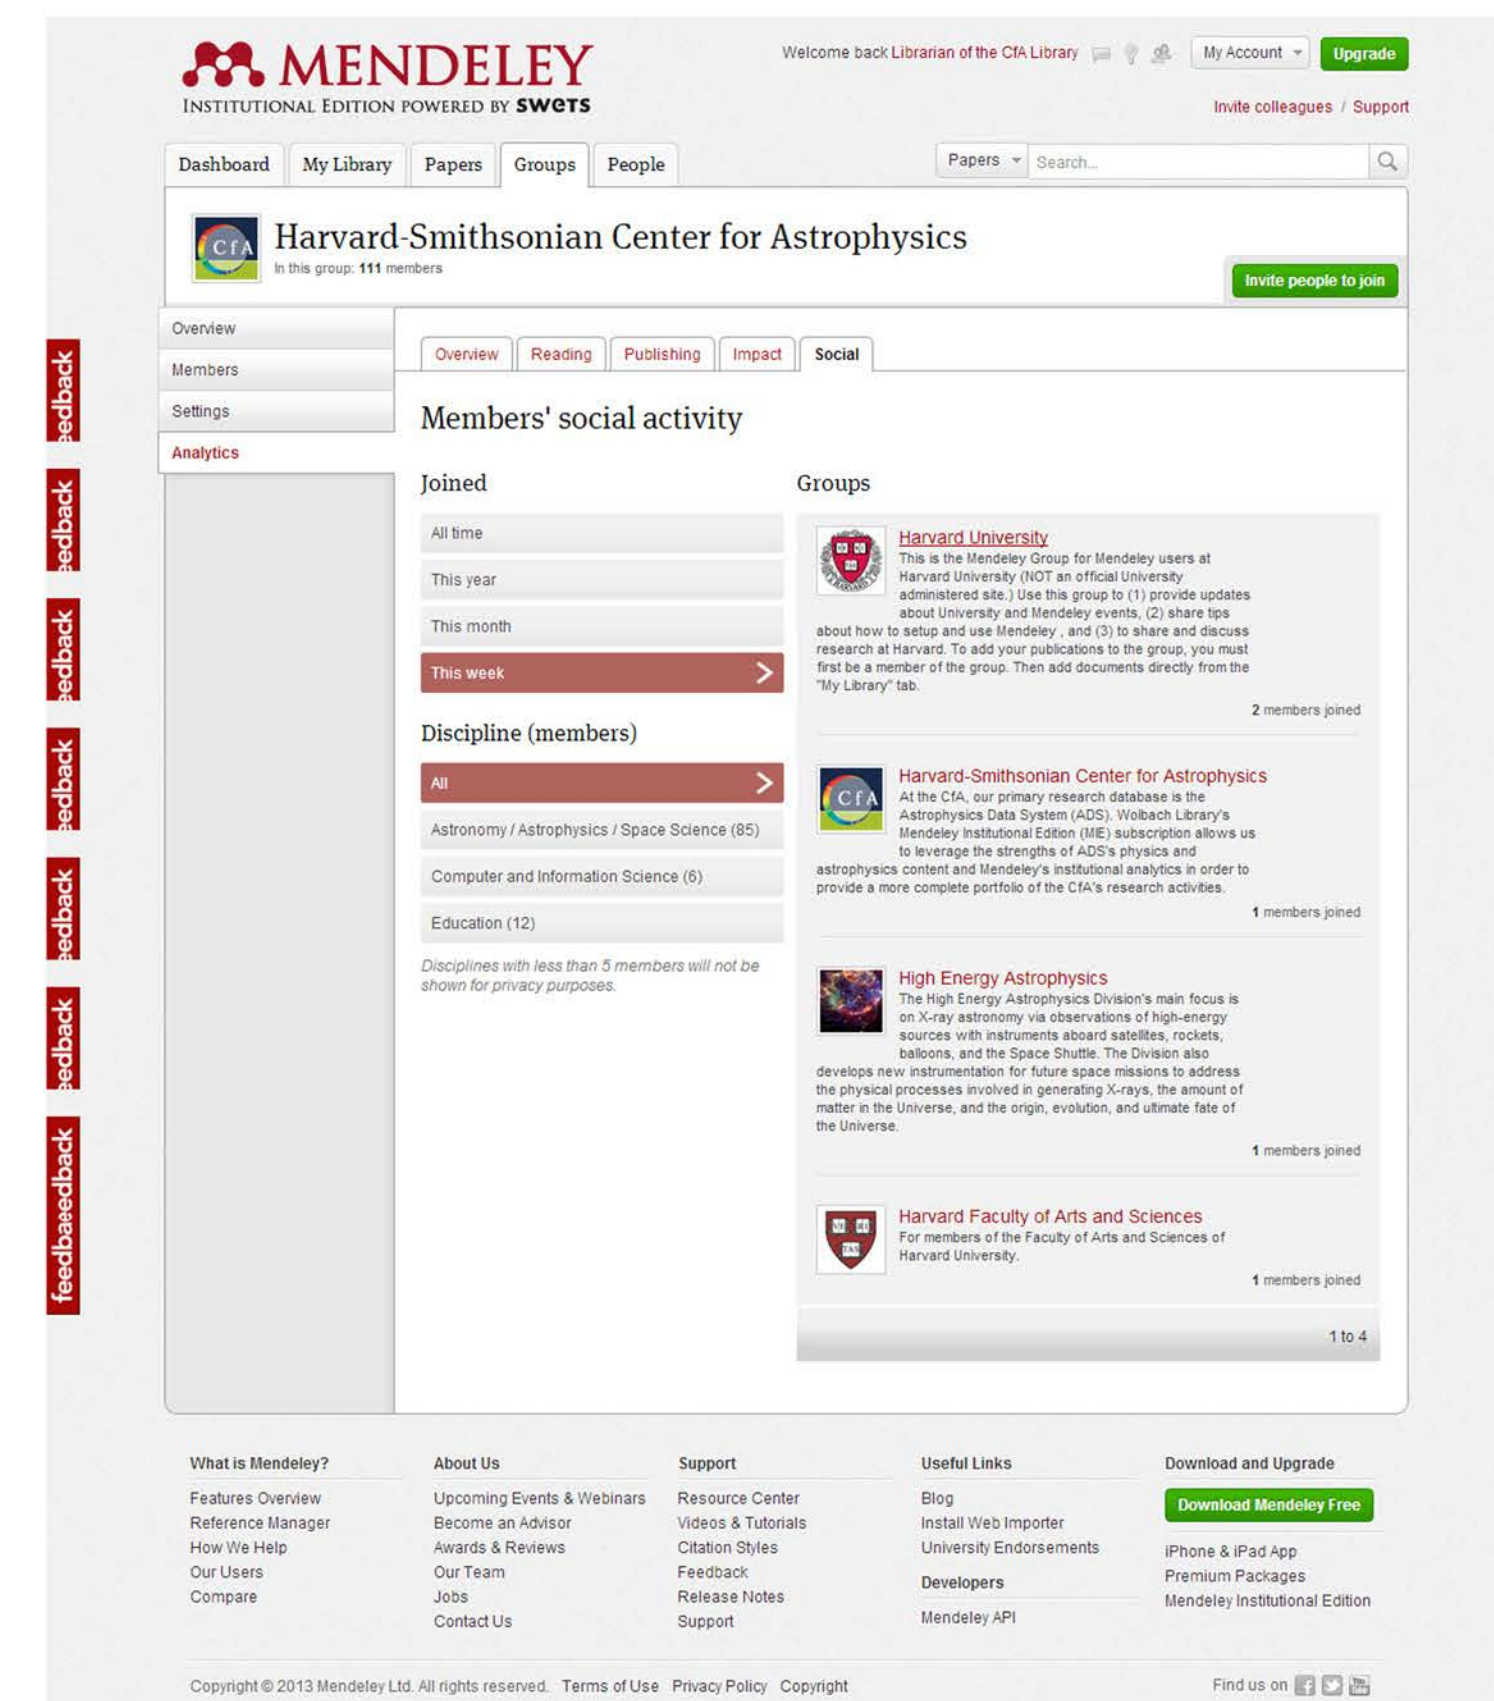 MENDELEY
INSTITUTIONAL EDITION POWERED BY swets
Welcome back Librarian of the CfA Library
My Account
Upgrade
Invite colleagues / Support
Dashboard
My Library
Papers
Groups
People
Papers
Search...
CfA
Harvard-Smithsonian Center for Astrophysics
In this group: 111 members
Invite people to join
Overview
Members
Settings
Analytics
eedback
eedback
eedback
eedback
eedback
eedback
feedbaeedback
Overview
Reading
Publishing
Impact
Social
Members' social activity
Joined
All time
This year
This month
This week
Discipline (members)
All
Astronomy / Astrophysics / Space Science (85)
Computer and Information Science (6)
Education (12)
Disciplines with less than 5 members will not be
shown for privacy purposes.
Groups
Harvard University
This is the Mendeley Group for Mendeley users at
Harvard University (NOT an official University
administered site.) Use this group to (1) provide updates
about University and Mendeley events, (2) share tips
about how to setup and use Mendeley , and (3) to share and discuss
research at Harvard. To add your publications to the group, you must
first be a member of the group. Then add documents directly from the
"My Library" tab.
2 members joined
CfA
Harvard-Smithsonian Center for Astrophysics
At the CfA, our primary research database is the
Astrophysics Data System (ADS). Wolbach Library's
Mendeley Institutional Edition (MIE) subscription allows us
to leverage the strengths of ADS's physics and
astrophysics content and Mendeley's institutional analytics in order to
provide a more complete portfolio of the CfA's research activities.
1 members joined
High Energy Astrophysics
The High Energy Astrophysics Division's main focus is
on X-ray astronomy via observations of high-energy
sources with instruments aboard satellites, rockets,
balloons, and the Space Shuttle. The Division also
develops new instrumentation for future space missions to address
the physical processes involved in generating X-rays, the amount of
matter in the Universe, and the origin, evolution, and ultimate fate of
the Universe.
1 members joined
VE RI
TAS
Harvard Faculty of Arts and Sciences
For members of the Faculty of Arts and Sciences of
Harvard University.
1 members joined
1 to 4
What is Mendeley?
Features Overview
Reference Manager
How We Help
Our Users
Compare
About Us
Upcoming Events & Webinars
Become an Advisor
Awards & Reviews
Our Team
Jobs
Contact Us
Support
Resource Center
Videos & Tutorials
Citation Styles
Feedback
Release Notes
Support
Useful Links
Blog
Install Web Importer
University Endorsements
Developers
Mendeley API
Download and Upgrade
Download Mendeley Free
iPhone & iPad App
Premium Packages
Mendeley Institutional Edition
Copyright © 2013 Mendeley Ltd. All rights reserved. Terms of Use Privacy Policy Copyright
Find us on